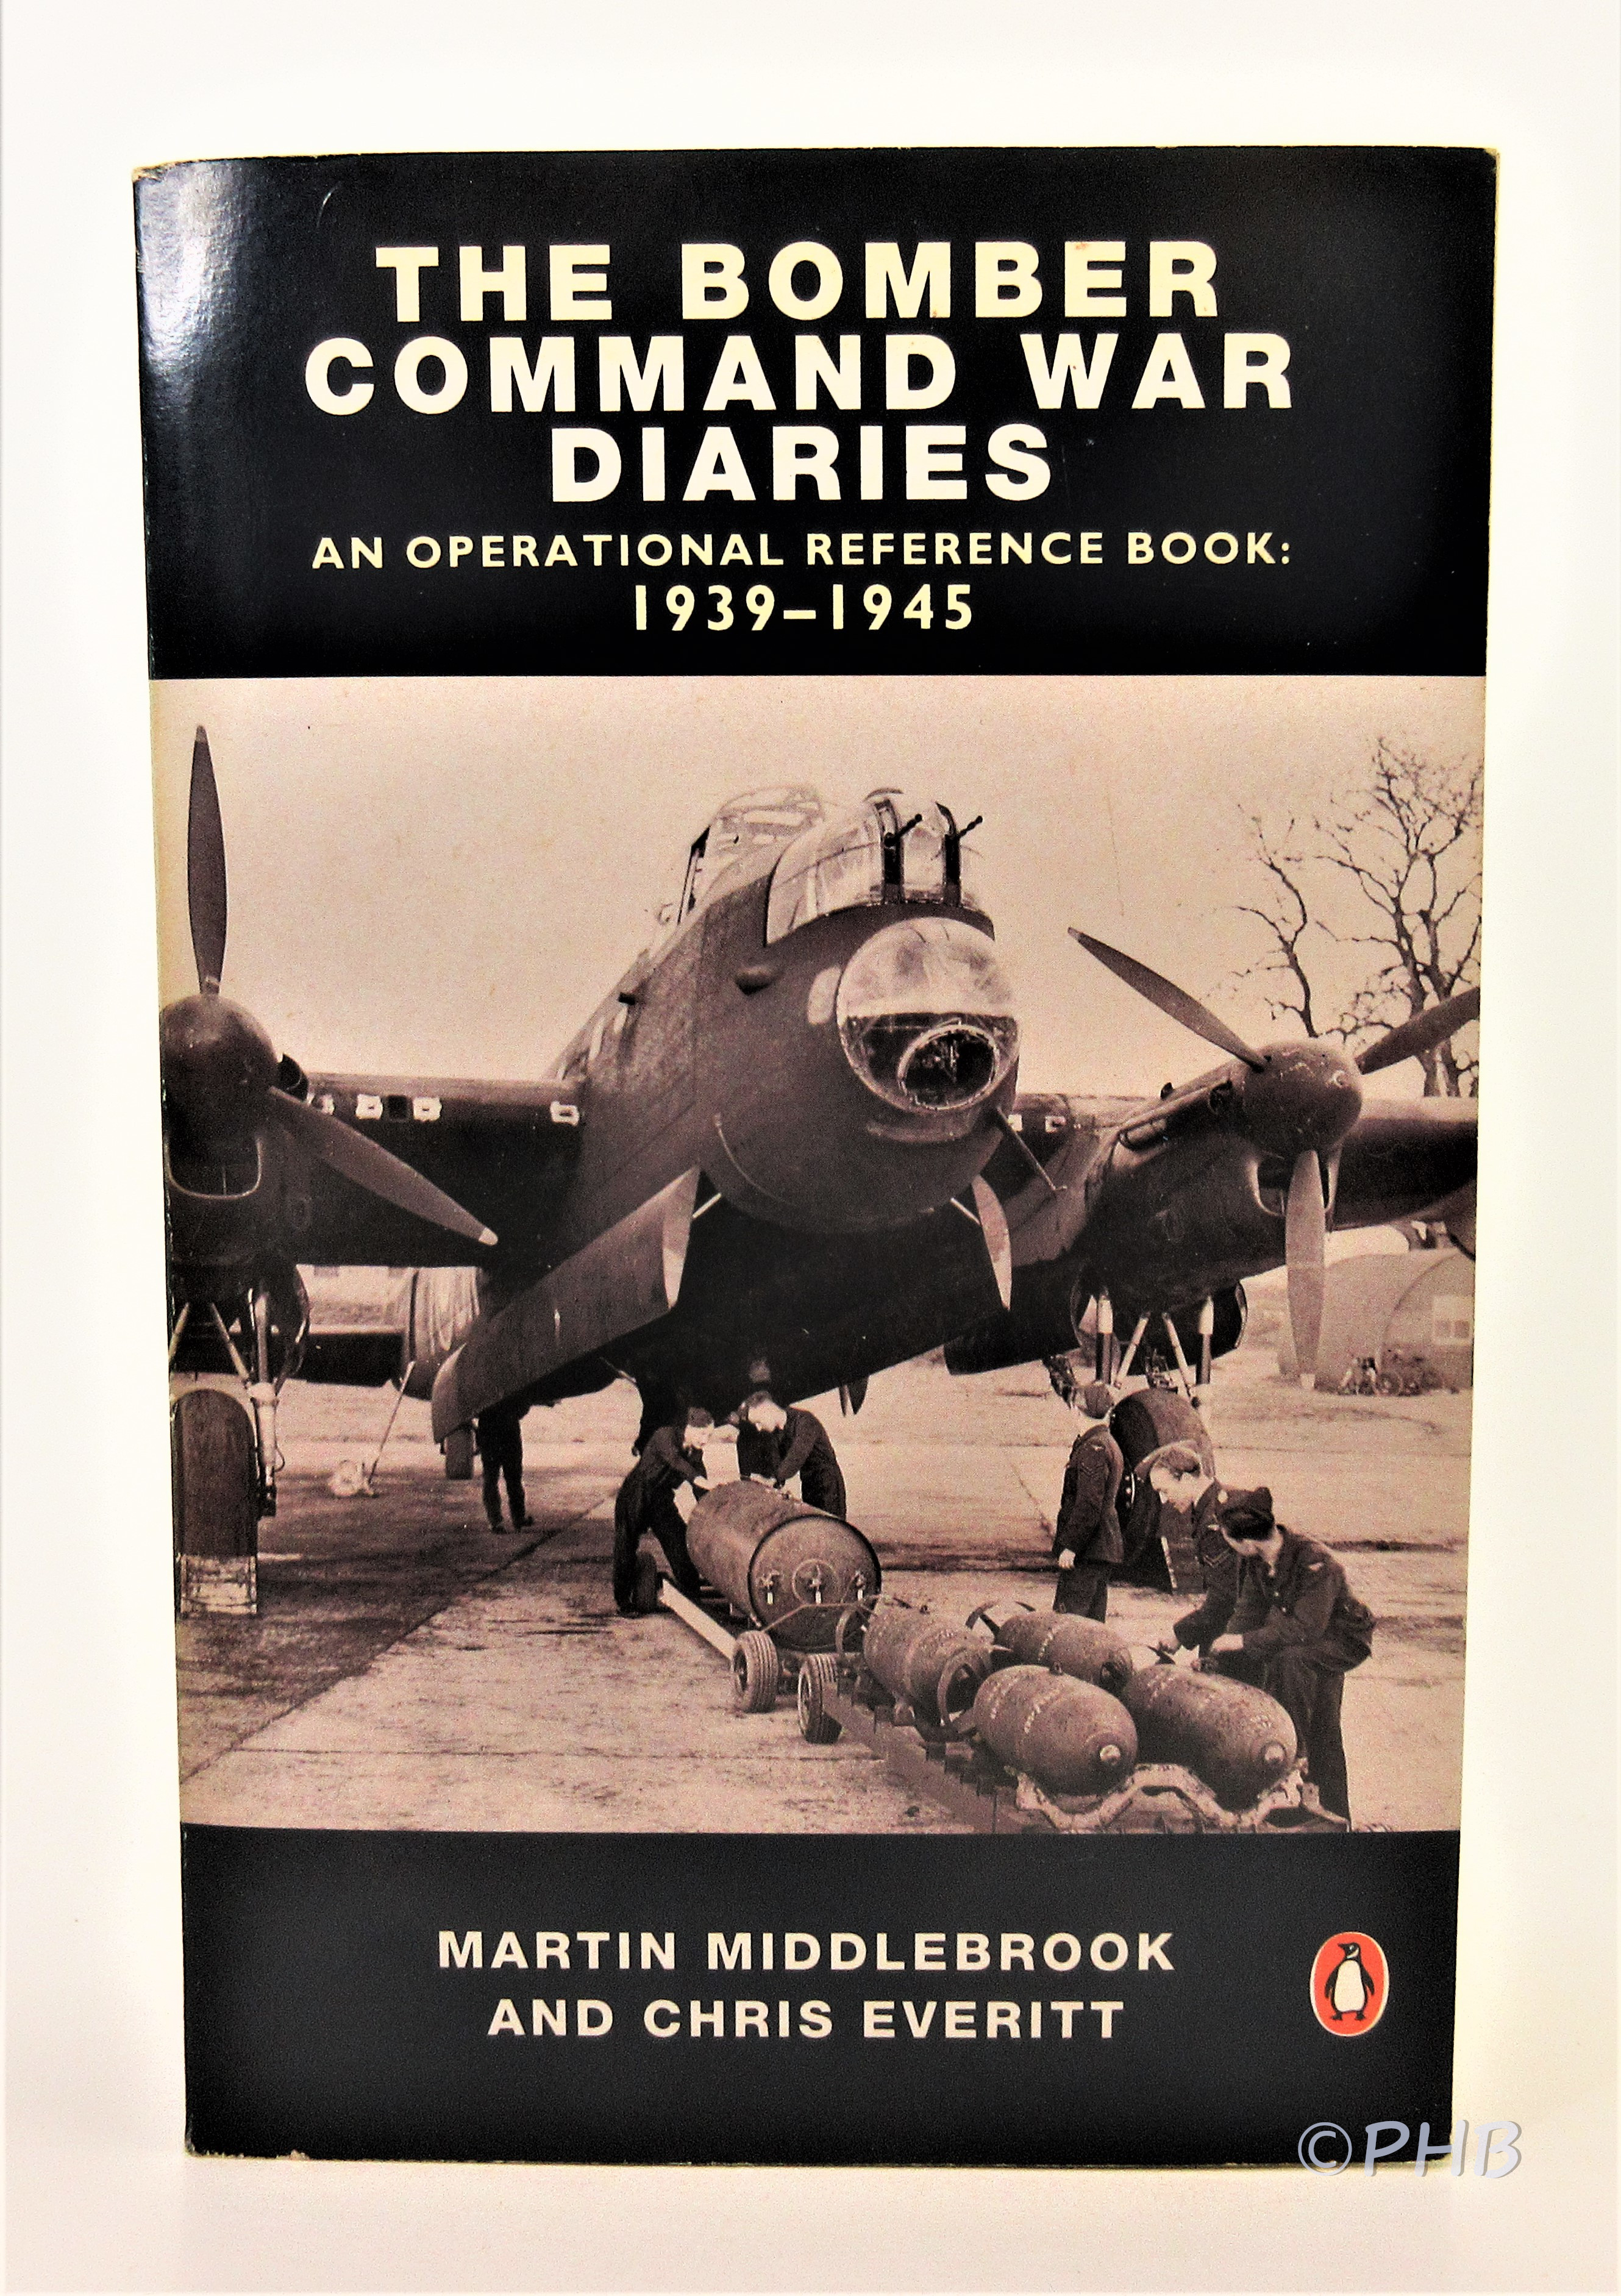 THE BOMBER
COMMAND WAR
DIARIES
AN OPERATIONAL REFERENCE BOOK:
1939–1945
MARTIN MIDDLEBROOK
AND CHRIS EVERITT
©PHB